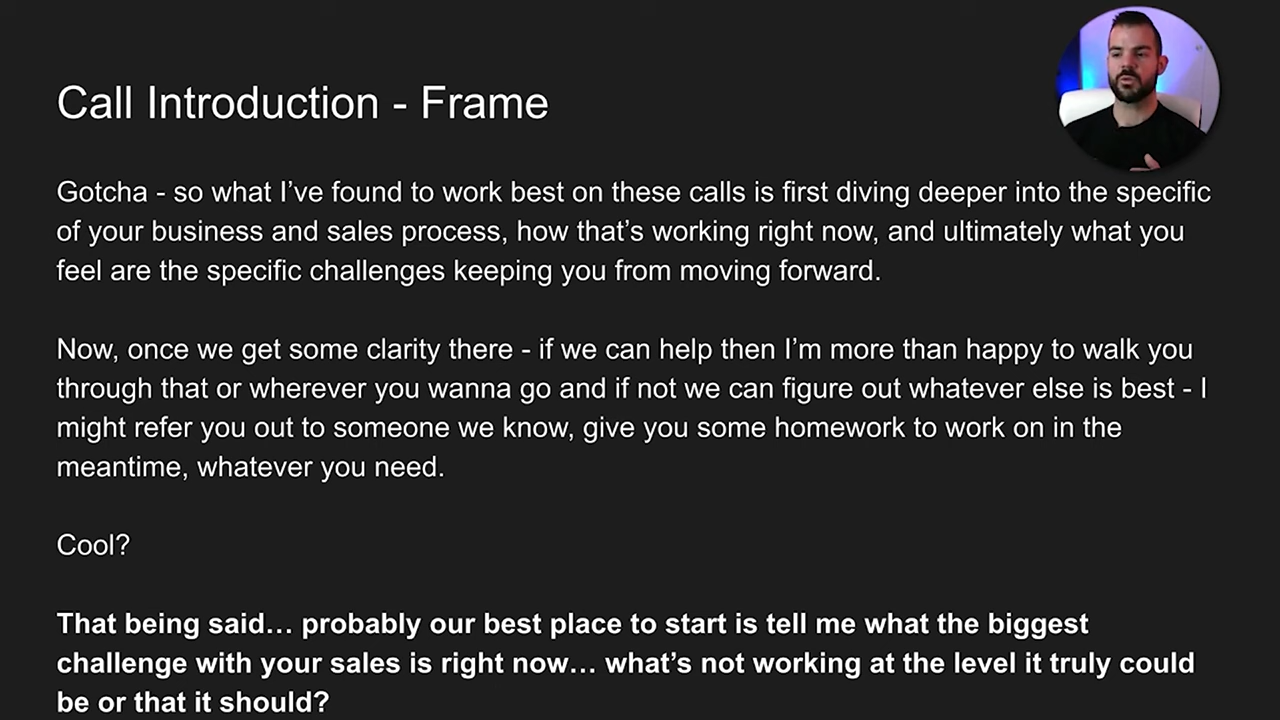 Call Introduction - Frame
Gotcha - so what I’ve found to work best on these calls is first diving deeper into the specific
of your business and sales process, how that’s working right now, and ultimately what you
feel are the specific challenges keeping you from moving forward.
Now, once we get some clarity there - if we can help then I’m more than happy to walk you
through that or wherever you wanna go and if not we can figure out whatever else is best - I
might refer you out to someone we know, give you some homework to work on in the
meantime, whatever you need.
Cool?
That being said… probably our best place to start is tell me what the biggest
challenge with your sales is right now… what’s not working at the level it truly could
be or that it should?